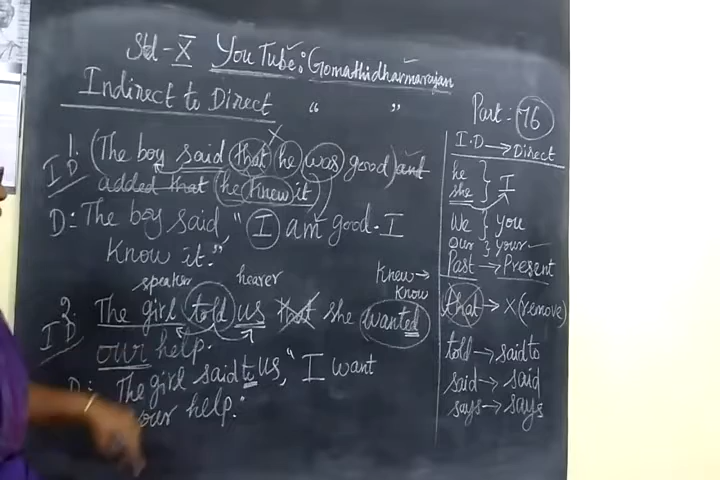 Std - X YouTube: Gomathidharmarajan
Indirect to Direct " "
Part: 76
1. (The boy said that he was good) and
I D
added that (he knew it)
D: The boy said "I am good. I
know it."
speaker hearer
2. The girl told us that she wanted
I D
our help.
D: The girl said to us, "I want
our help."
Knew →
Know
I.D → Direct
he
she } I
We } you
our } your
Past → Present
that → X (remove)
told → said to
said → said
says → says